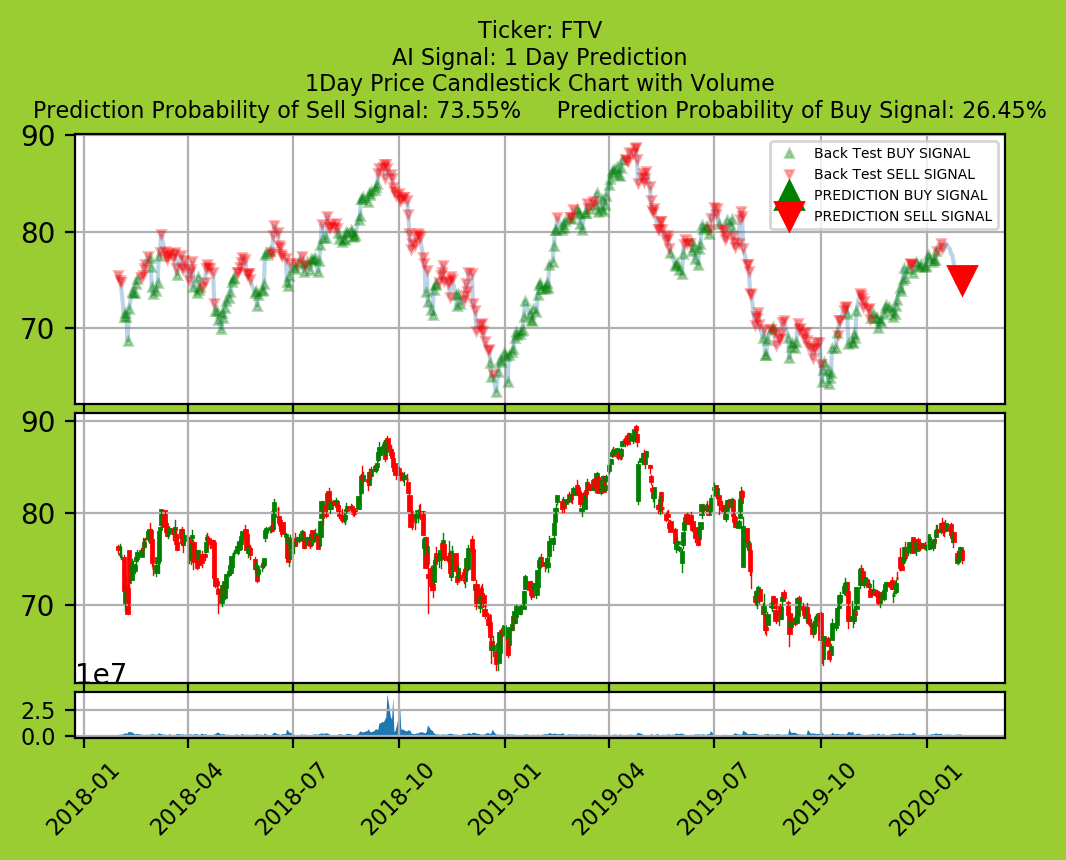 Ticker: FTV
AI Signal: 1 Day Prediction
1Day Price Candlestick Chart with Volume
Prediction Probability of Sell Signal: 73.55% Prediction Probability of Buy Signal: 26.45%
90
80
70
Back Test BUY SIGNAL
Back Test SELL SIGNAL
PREDICTION BUY SIGNAL
PREDICTION SELL SIGNAL
90
80
70
1e7
2.5
0.0
2018-01 2018-04 2018-07 2018-10 2019-01 2019-04 2019-07 2019-10 2020-01